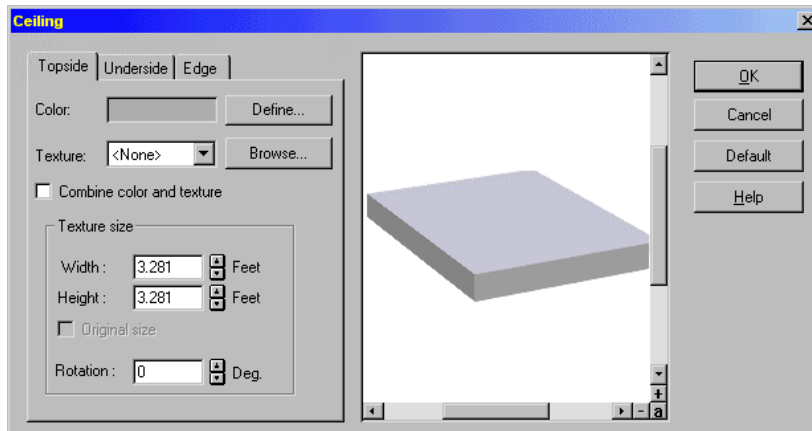 Ceiling
Topside Underside Edge
Color: Define...
Texture: <None> Browse...
Combine color and texture
Texture size
Width : 3.281 Feet
Height : 3.281 Feet
Original size
Rotation : 0 Deg.
+
- a
OK
Cancel
Default
Help